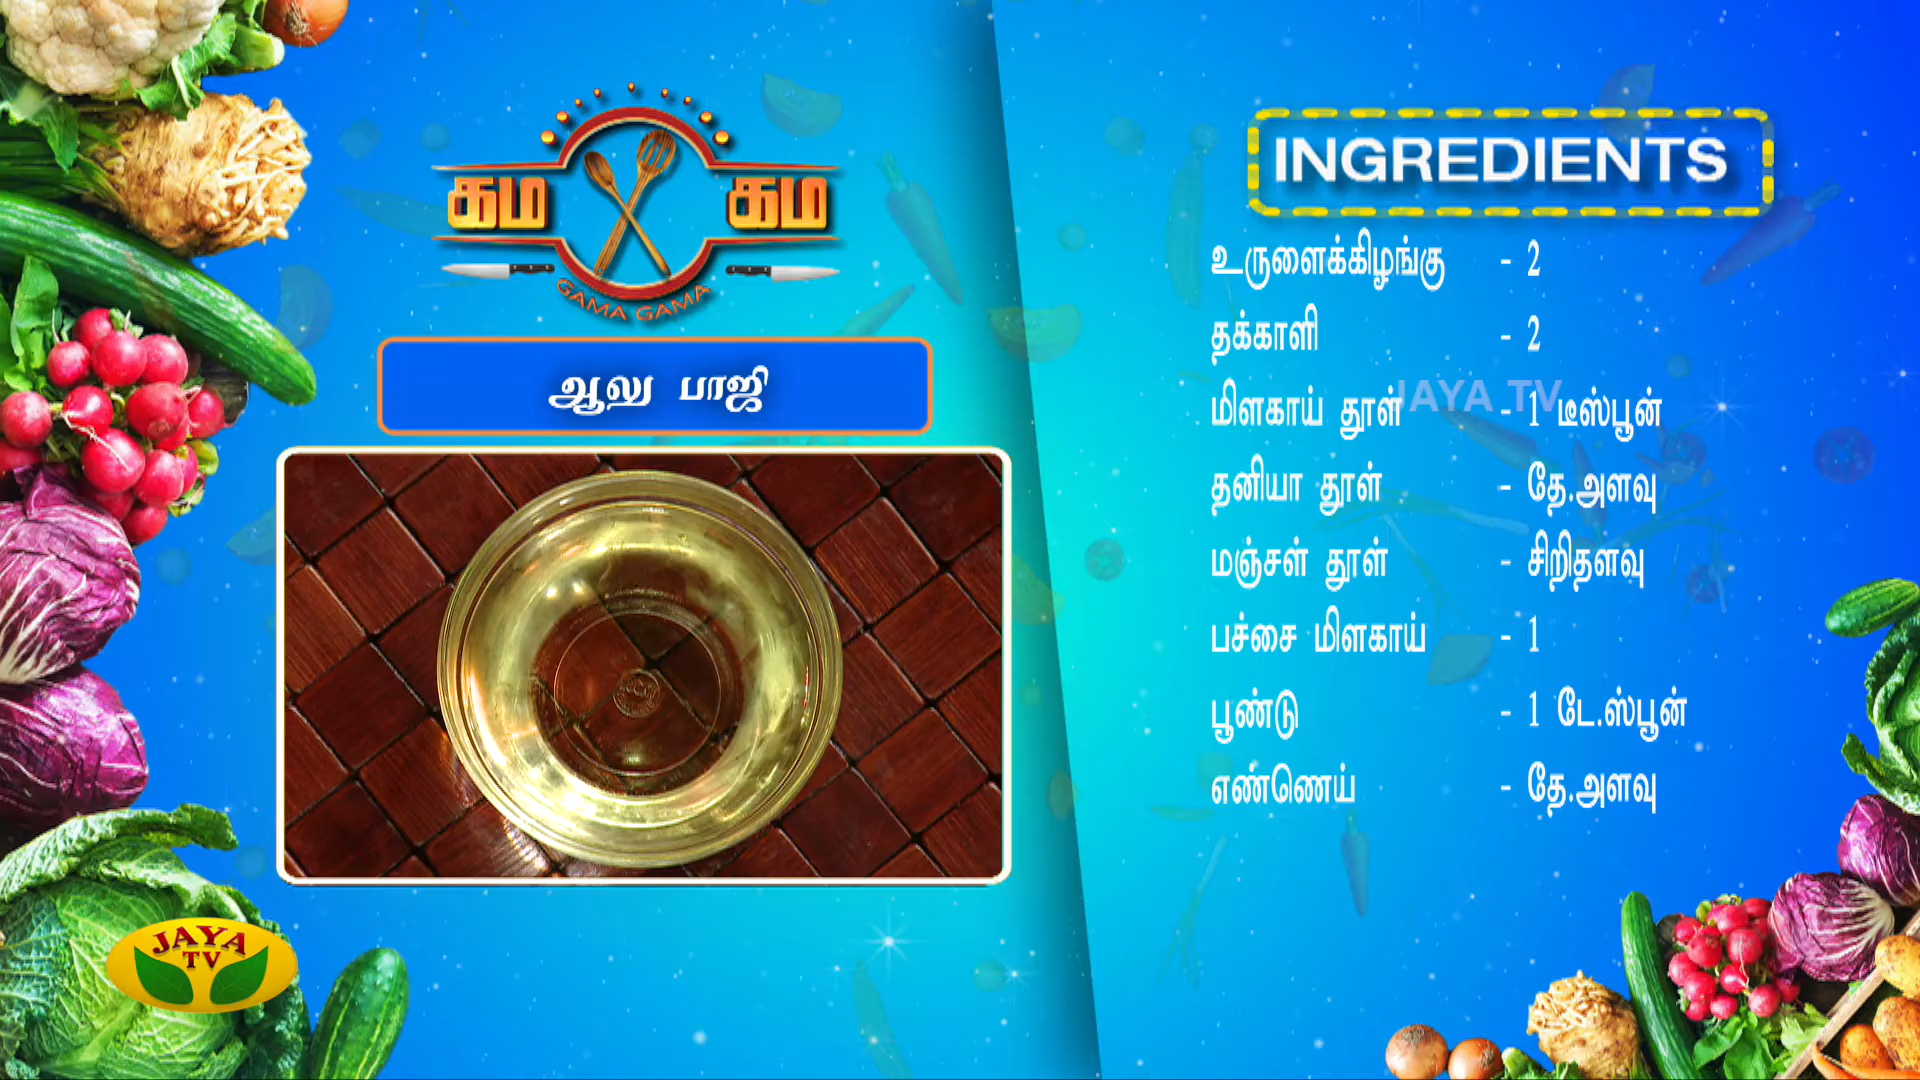 கம கம
GAMA GAMA
ஆலு பாஜி
INGREDIENTS
உருளைக்கிழங்கு - 2
தக்காளி - 2
மிளகாய் தூள் - 1 டீஸ்பூன்
JAYA TV
தனியா தூள் - தே.அளவு
மஞ்சள் தூள் - சிறிதளவு
பச்சை மிளகாய் - 1
பூண்டு - 1 டே.ஸ்பூன்
எண்ணெய் - தே.அளவு
JAYA
TV